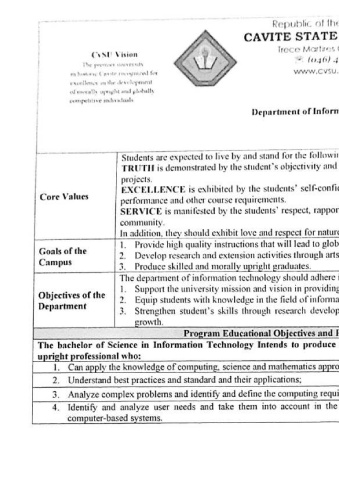 Republic of the
CAVITE STATE
Trece Martires
(046) 4
www.cvsu.
CvSU Vision
The premier university
in historic Cavite recognized for
excellence in the development
of morally upright and globally
competitive individuals
Department of Inform
Students are expected to live by and stand for the followin
TRUTH is demonstrated by the student's objectivity and
projects.
EXCELLENCE is exhibited by the students' self-confid
Core Values
performance and other course requirements.
SERVICE is manifested by the students' respect, rappor
community.
In addition, they should exhibit love and respect for nature
Goals of the
Campus
1. Provide high quality instructions that will lead to glob
2. Develop research and extension activities through arts
3. Produce skilled and morally upright graduates.
Objectives of the
Department
The department of information technology should adhere
1. Support the university mission and vision in providing
2. Equip students with knowledge in the field of informa
3. Strengthen student's skills through research develop
growth.
Program Educational Objectives and
The bachelor of Science in Information Technology Intends to produce
upright professional who:
1. Can apply the knowledge of computing, science and mathematics appro
2. Understand best practices and standard and their applications;
3. Analyze complex problems and identify and define the computing requi
4. Identify and analyze user needs and take them into account in the
computer-based systems.